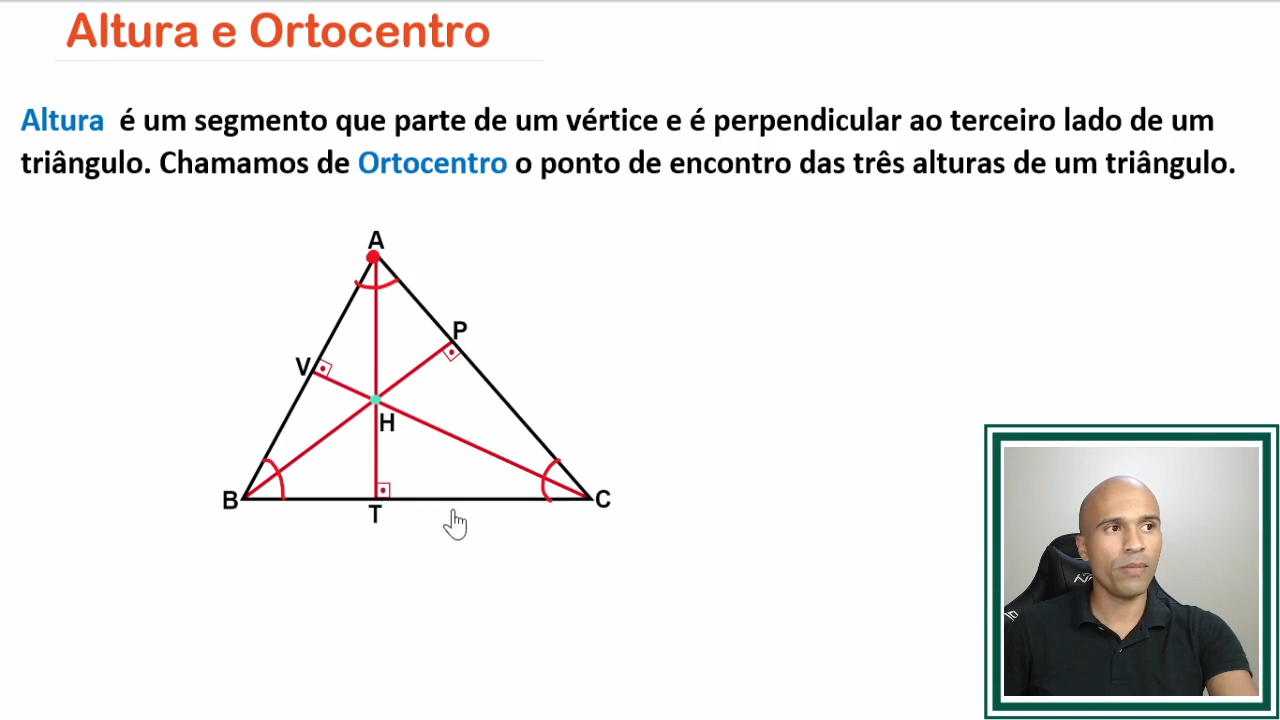 Altura e Ortocentro
Altura é um segmento que parte de um vértice e é perpendicular ao terceiro lado de um
triângulo. Chamamos de Ortocentro o ponto de encontro das três alturas de um triângulo.
A
P
V
H
B
C
T